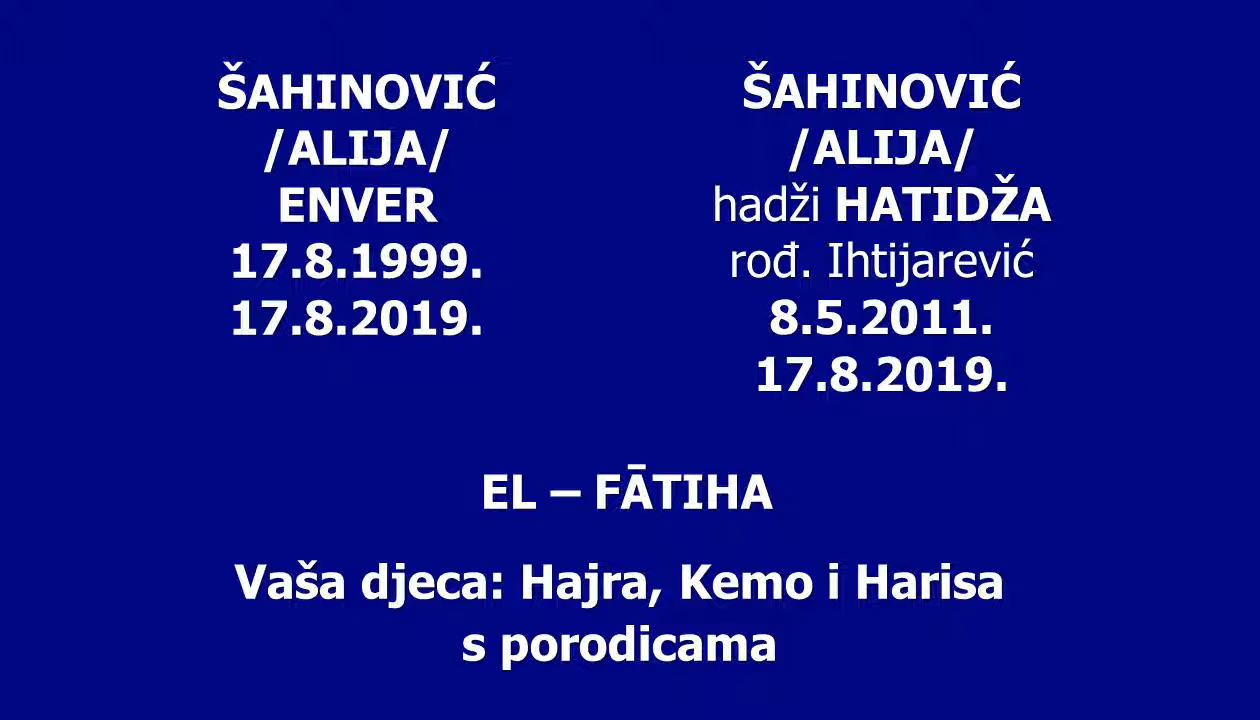 ŠAHINOVIĆ
/ALIJA/
ENVER
17.8.1999.
17.8.2019.
ŠAHINOVIĆ
/ALIJA/
hadži HATIDŽA
rođ. Ihtijarević
8.5.2011.
17.8.2019.
EL – FĀTIHA
Vaša djeca: Hajra, Kemo i Harisa
s porodicama